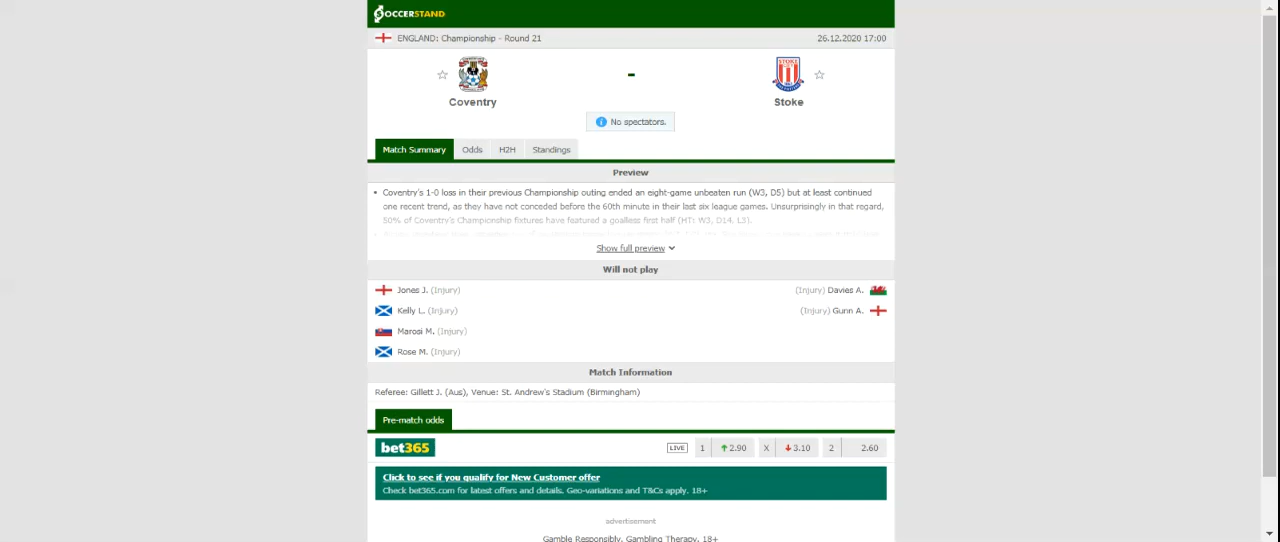 SOCCERSTAND
ENGLAND: Championship - Round 21 26.12.2020 17:00
-
Coventry Stoke
No spectators.
Match Summary Odds H2H Standings
Preview
Coventry's 1-0 loss in their previous Championship outing ended an eight-game unbeaten run (W3, D5) but at least continued
one recent trend, as they have not conceded before the 60th minute in their last six league games. Unsurprisingly in that regard,
50% of Coventry's Championship fixtures have featured a goalless first half (HT: W3, D14, L3).
Show full preview
Will not play
Jones J. (Injury) (Injury) Davies A.
Kelly L. (Injury) (Injury) Gunn A.
Marosi M. (Injury)
Rose M. (Injury)
Match Information
Referee: Gillett J. (Aus), Venue: St. Andrew's Stadium (Birmingham)
Pre-match odds
bet365 LIVE 1 2.90 X 3.10 2 2.60
Click to see if you qualify for New Customer offer
Check bet365.com for latest offers and details. Geo-variations and T&Cs apply. 18+
advertisement
Gamble Responsibly. Gambling Therapy. 18+